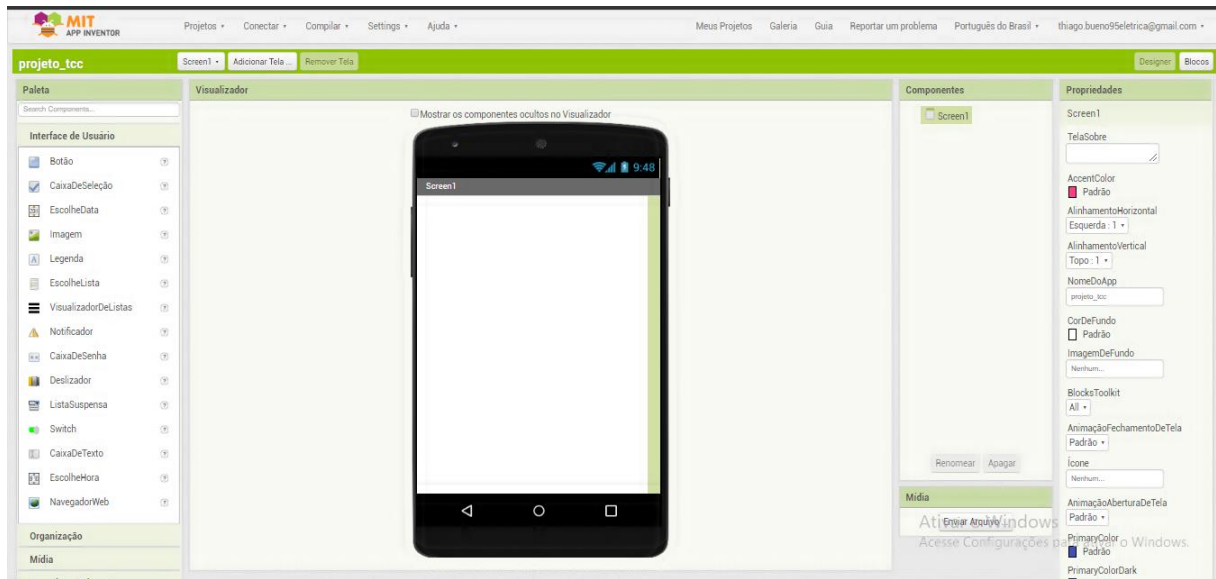 MIT
APP INVENTOR
Projetos Conectar Compilar Settings Ajuda Meus Projetos Galeria Guia Reportar um problema Português do Brasil thiago.bueno95eletrica@gmail.com
projeto_tcc Screen1 Adicionar Tela ... Remover Tela Designer Blocos
Paleta
Search Components...
Interface de Usuário
Botão
CaixaDeSeleção
EscolheData
Imagem
Legenda
EscolheLista
VisualizadorDeListas
Notificador
CaixaDeSenha
Deslizador
ListaSuspensa
Switch
CaixaDeTexto
EscolheHora
NavegadorWeb
Organização
Mídia
Visualizador
Mostrar os componentes ocultos no Visualizador
9:48
Screen1
Componentes
Screen1
Renomear Apagar
Mídia
Enviar Arquivo ...
Propriedades
Screen1
TelaSobre
AccentColor
Padrão
AlinhamentoHorizontal
Esquerda : 1
AlinhamentoVertical
Topo : 1
NomeDoApp
projeto_tcc
CorDeFundo
Padrão
ImagemDeFundo
Nenhum...
BlocksToolkit
All
AnimaçãoFechamentoDeTela
Padrão
Ícone
Nenhum...
AnimaçãoAberturaDeTela
Padrão
PrimaryColor
Padrão
PrimaryColorDark
Ativar o Windows
Acesse Configurações para ativar o Windows.